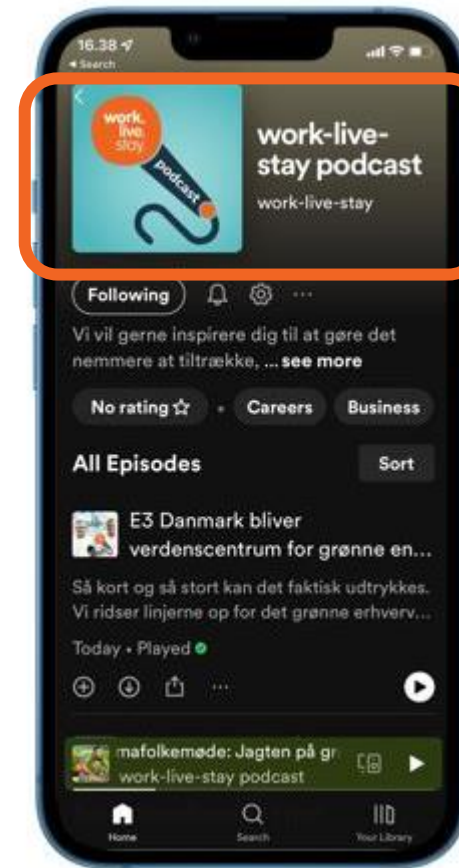 16.38
Search
work.
live.
stay
podcast
work-live-
stay podcast
work-live-stay
Following
Vi vil gerne inspirere dig til at gøre det
nemmere at tiltrække, ... see more
No rating • Careers Business
All Episodes Sort
E3 Danmark bliver
verdenscentrum for grønne en...
Så kort og så stort kan det faktisk udtrykkes.
Vi ridser linjerne op for det grønne erhverv...
Today • Played
mafolkemøde: Jagten på gr
work-live-stay podcast
Home Search Your Library